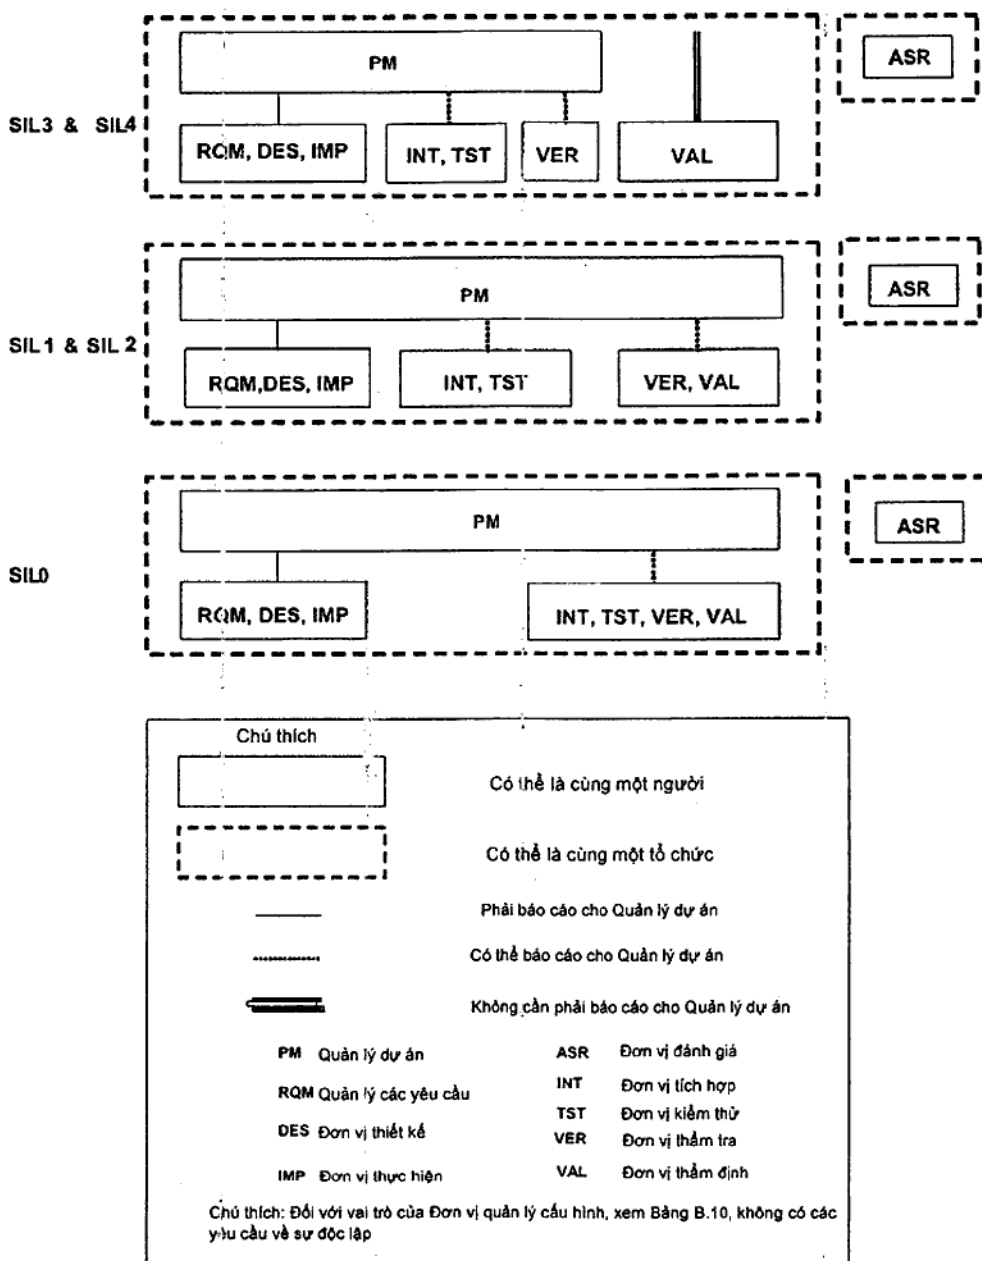 PM
ASR
SIL3 & SIL4
RQM, DES, IMP
INT, TST
VER
VAL
PM
ASR
SIL 1 & SIL 2
RQM,DES, IMP
INT, TST
VER, VAL
PM
ASR
SIL0
RQM, DES, IMP
INT, TST, VER, VAL
Chú thích
Có thể là cùng một người
Có thể là cùng một tổ chức
Phải báo cáo cho Quản lý dự án
Có thể báo cáo cho Quản lý dự án
Không cần phải báo cáo cho Quản lý dự án
PM Quản lý dự án
ASR Đơn vị đánh giá
RQM Quản lý các yêu cầu
INT Đơn vị tích hợp
TST Đơn vị kiểm thử
DES Đơn vị thiết kế
VER Đơn vị thẩm tra
IMP Đơn vị thực hiện
VAL Đơn vị thẩm định
Chú thích: Đối với vai trò của Đơn vị quản lý cấu hình, xem Bảng B.10, không có các
yêu cầu về sự độc lập